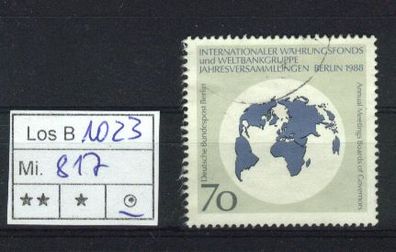 Los B 1023
Mi. 817
★★ ★
INTERNATIONALER WÄHRUNGSFONDS
und WELTBANKGRUPPE
JAHRESVERSAMMLUNGEN BERLIN 1988
Deutsche Bundespost Berlin
Annual Meetings Boards of Governors
70